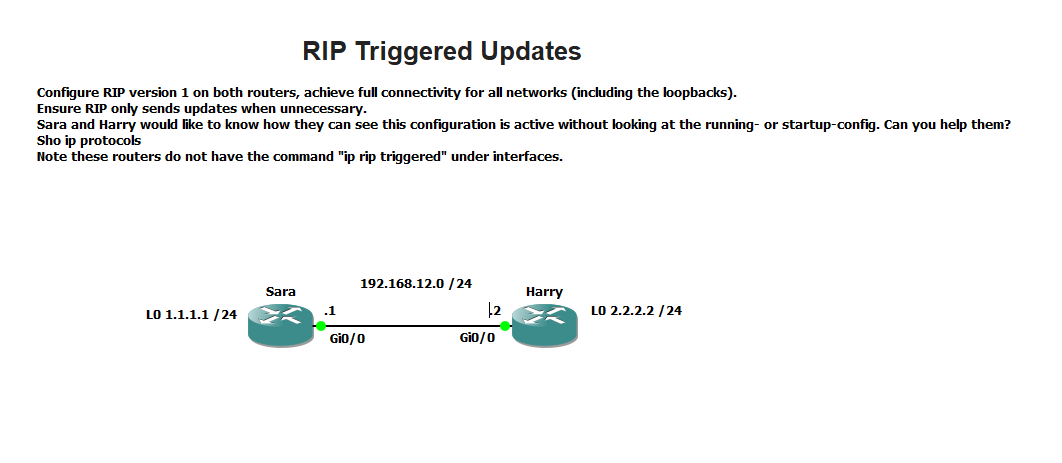 RIP Triggered Updates
Configure RIP version 1 on both routers, achieve full connectivity for all networks (including the loopbacks).
Ensure RIP only sends updates when unnecessary.
Sara and Harry would like to know how they can see this configuration is active without looking at the running- or startup-config. Can you help them?
Sho ip protocols
Note these routers do not have the command "ip rip triggered" under interfaces.
192.168.12.0 /24
Sara
Harry
L0 1.1.1.1 /24
.1
.2
L0 2.2.2.2 /24
Gi0/0
Gi0/0